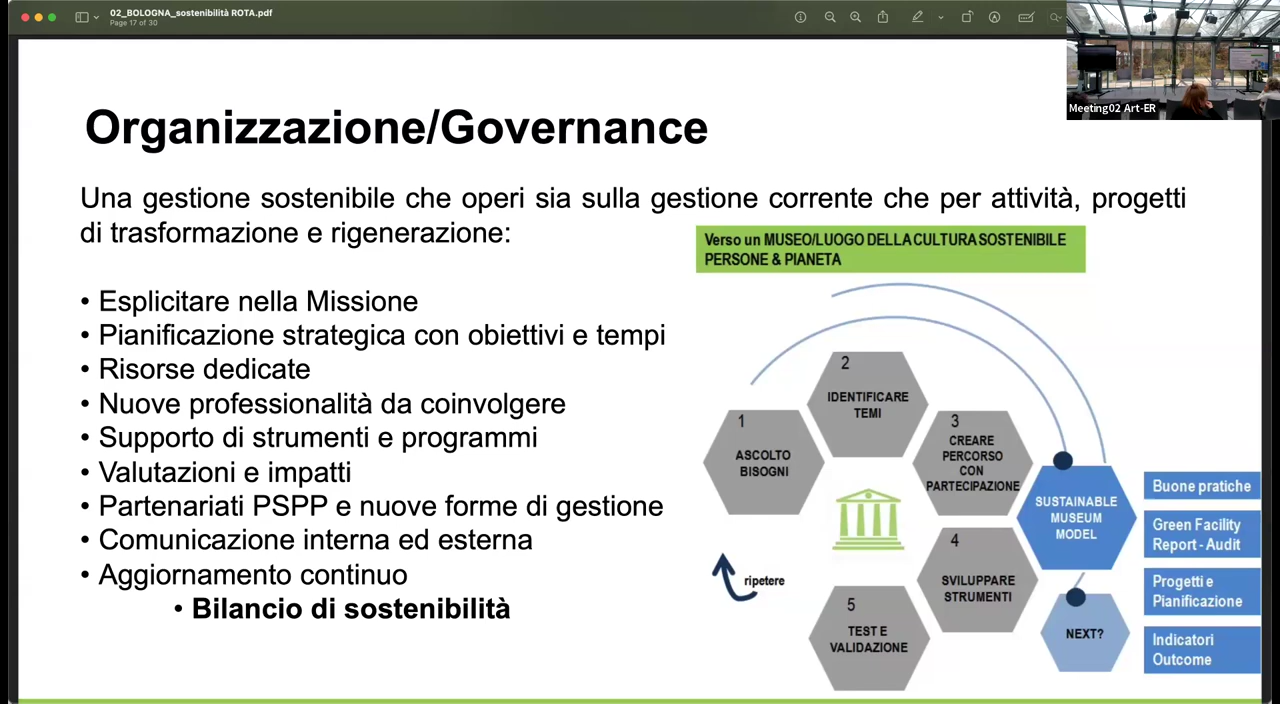 02_BOLOGNA_sostenibilità ROTA.pdf
Page 17 of 30
Meeting02 Art-ER
Organizzazione/Governance
Una gestione sostenibile che operi sia sulla gestione corrente che per attività, progetti
di trasformazione e rigenerazione:
• Esplicitare nella Missione
• Pianificazione strategica con obiettivi e tempi
• Risorse dedicate
• Nuove professionalità da coinvolgere
• Supporto di strumenti e programmi
• Valutazioni e impatti
• Partenariati PSPP e nuove forme di gestione
• Comunicazione interna ed esterna
• Aggiornamento continuo
• Bilancio di sostenibilità
Verso un MUSEO/LUOGO DELLA CULTURA SOSTENIBILE
PERSONE & PIANETA
1
ASCOLTO
BISOGNI
2
IDENTIFICARE
TEMI
3
CREARE
PERCORSO
CON
PARTECIPAZIONE
4
SVILUPPARE
STRUMENTI
5
TEST E
VALIDAZIONE
ripetere
SUSTAINABLE
MUSEUM
MODEL
NEXT?
Buone pratiche
Green Facility
Report - Audit
Progetti e
Pianificazione
Indicatori
Outcome